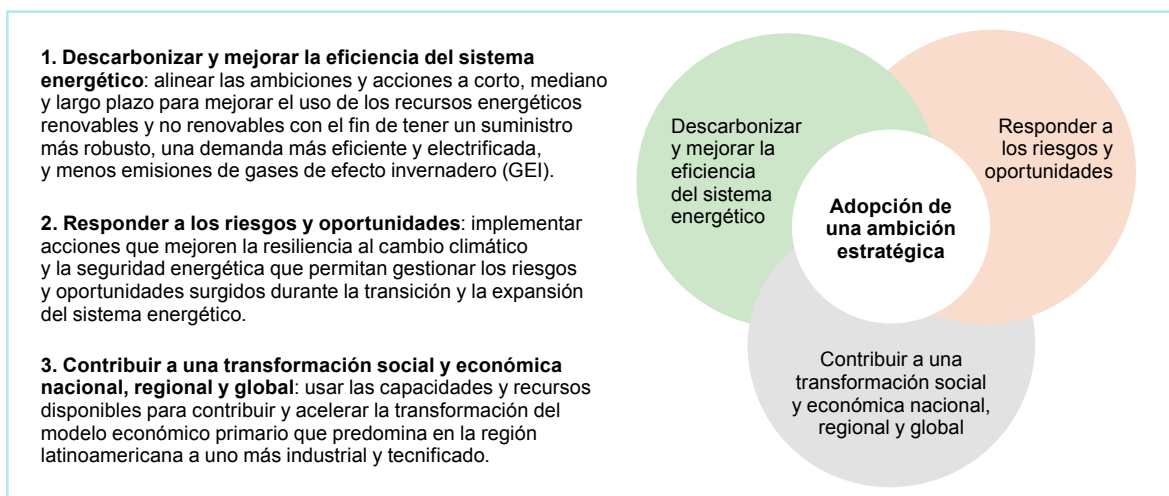 1. Descarbonizar y mejorar la eficiencia del sistema
energético: alinear las ambiciones y acciones a corto, mediano
y largo plazo para mejorar el uso de los recursos energéticos
renovables y no renovables con el fin de tener un suministro
más robusto, una demanda más eficiente y electrificada,
y menos emisiones de gases de efecto invernadero (GEI).
2. Responder a los riesgos y oportunidades: implementar
acciones que mejoren la resiliencia al cambio climático
y la seguridad energética que permitan gestionar los riesgos
y oportunidades surgidos durante la transición y la expansión
del sistema energético.
3. Contribuir a una transformación social y económica
nacional, regional y global: usar las capacidades y recursos
disponibles para contribuir y acelerar la transformación del
modelo económico primario que predomina en la región
latinoamericana a uno más industrial y tecnificado.
Descarbonizar
y mejorar la
eficiencia
del sistema
energético
Responder a
los riesgos y
oportunidades
Adopción de
una ambición
estratégica
Contribuir a una
transformación social
y económica nacional,
regional y global